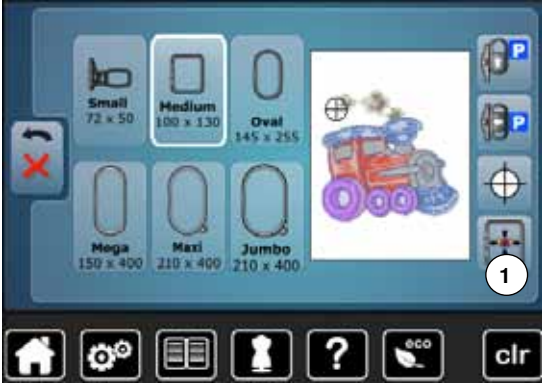 Small
72 x 50
Medium
100 x 130
Oval
145 x 255
Mega
150 x 400
Maxi
210 x 400
Jumbo
210 x 400
P
P
1
?
eco
clr